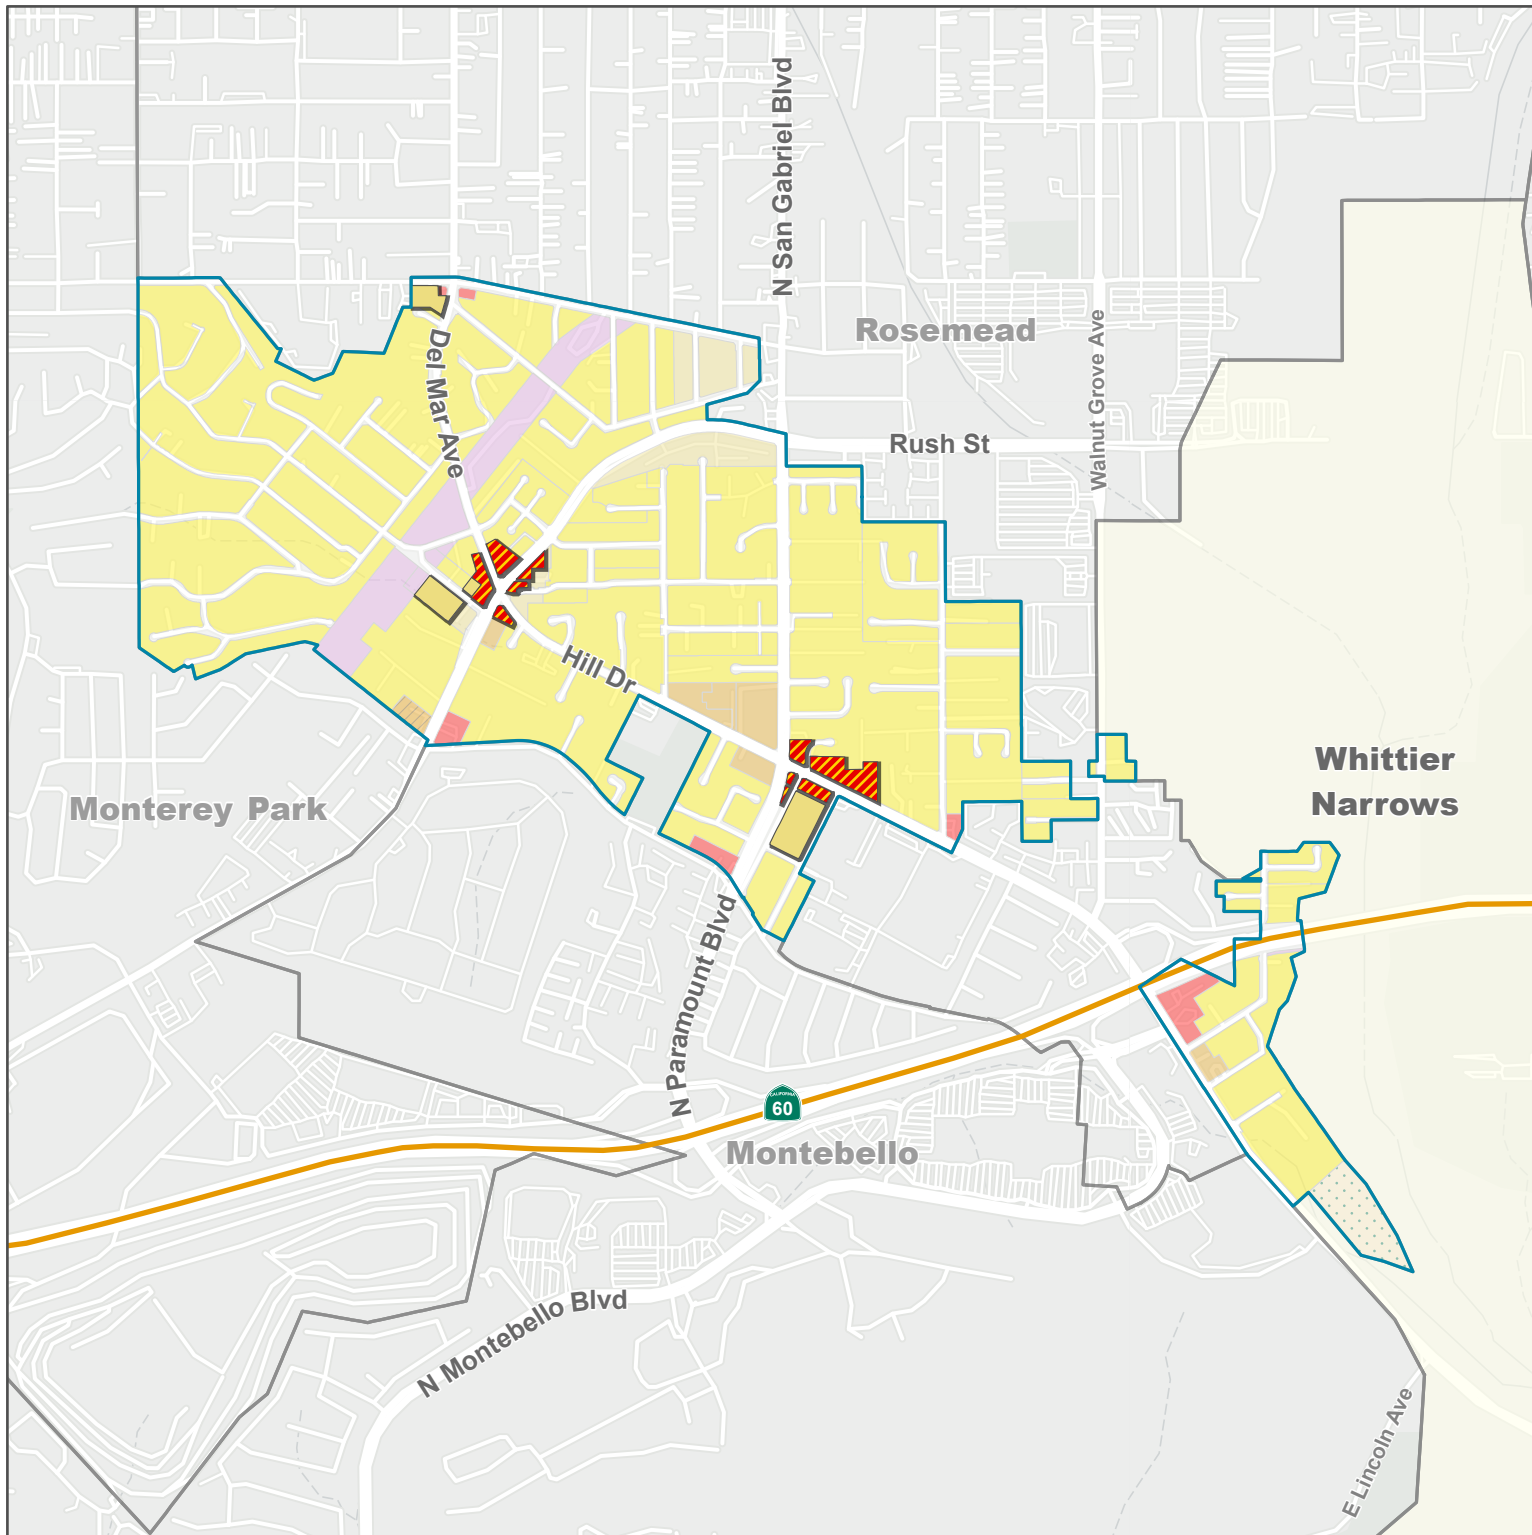 N San Gabriel Blvd
Rosemead
Walnut Grove Ave
Del Mar Ave
Rush St
Hill Dr
Whittier
Narrows
Monterey Park
N Paramount Blvd
CALIFORNIA
60
Montebello
N Montebello Blvd
E Lincoln Ave